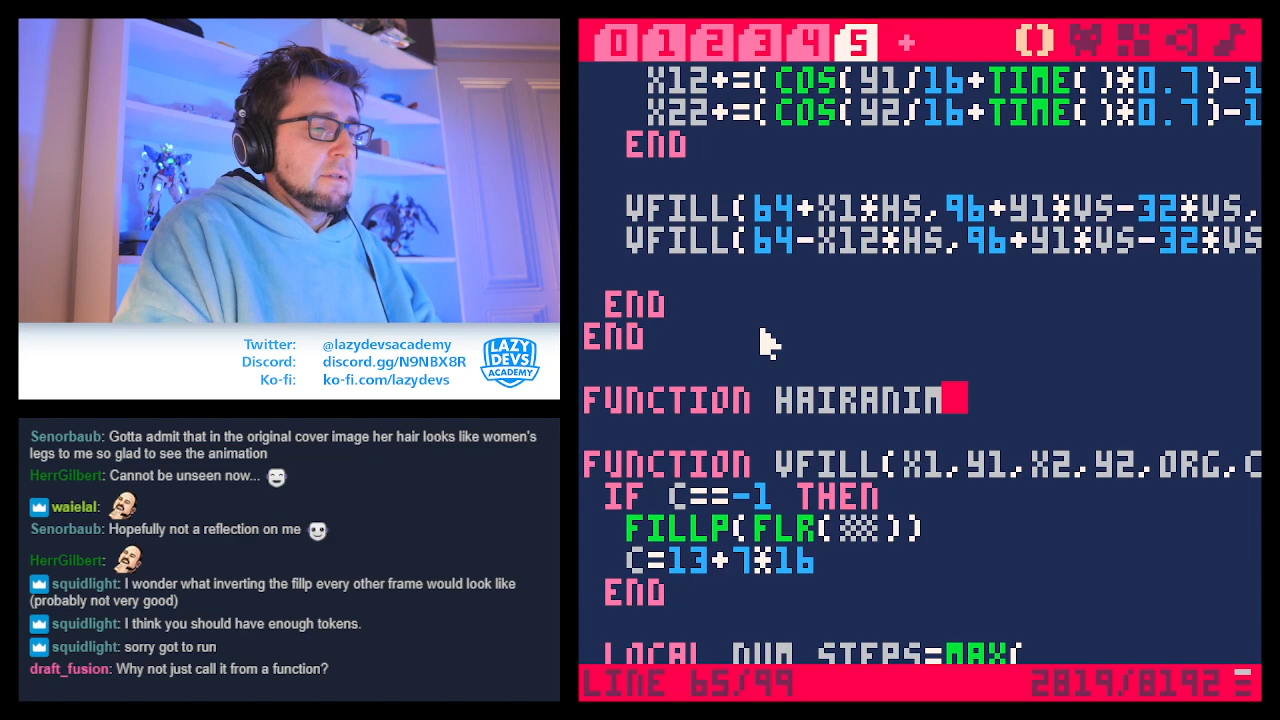 Twitter: @lazydevsacademy
Discord: discord.gg/N9NBX8R
Ko-fi: ko-fi.com/lazydevs
LAZY
DEVS
ACADEMY
Senorbaub: Gotta admit that in the original cover image her hair looks like women's
legs to me so glad to see the animation
HerrGilbert: Cannot be unseen now...
waielal:
Senorbaub: Hopefully not a reflection on me
HerrGilbert:
squidlight: I wonder what inverting the fillp every other frame would look like
(probably not very good)
squidlight: I think you should have enough tokens.
squidlight: sorry got to run
draft_fusion: Why not just call it from a function?
0 1 2 3 4 5 +
X12+=(COS(Y1/16+TIME()*0.7)-1
X22+=(COS(Y2/16+TIME()*0.7)-1
END
VFILL(64+X1*HS,96+Y1*VS-32*VS,
VFILL(64-X12*HS,96+Y1*VS-32*VS
END
END
FUNCTION HAIRANIM
FUNCTION VFILL(X1,Y1,X2,Y2,ORG,C
IF C==-1 THEN
FILLP(FLR(▒))
C=13+7*16
END
LOCAL NUM_STEPS=MAX(
LINE 65/99
2819/8192